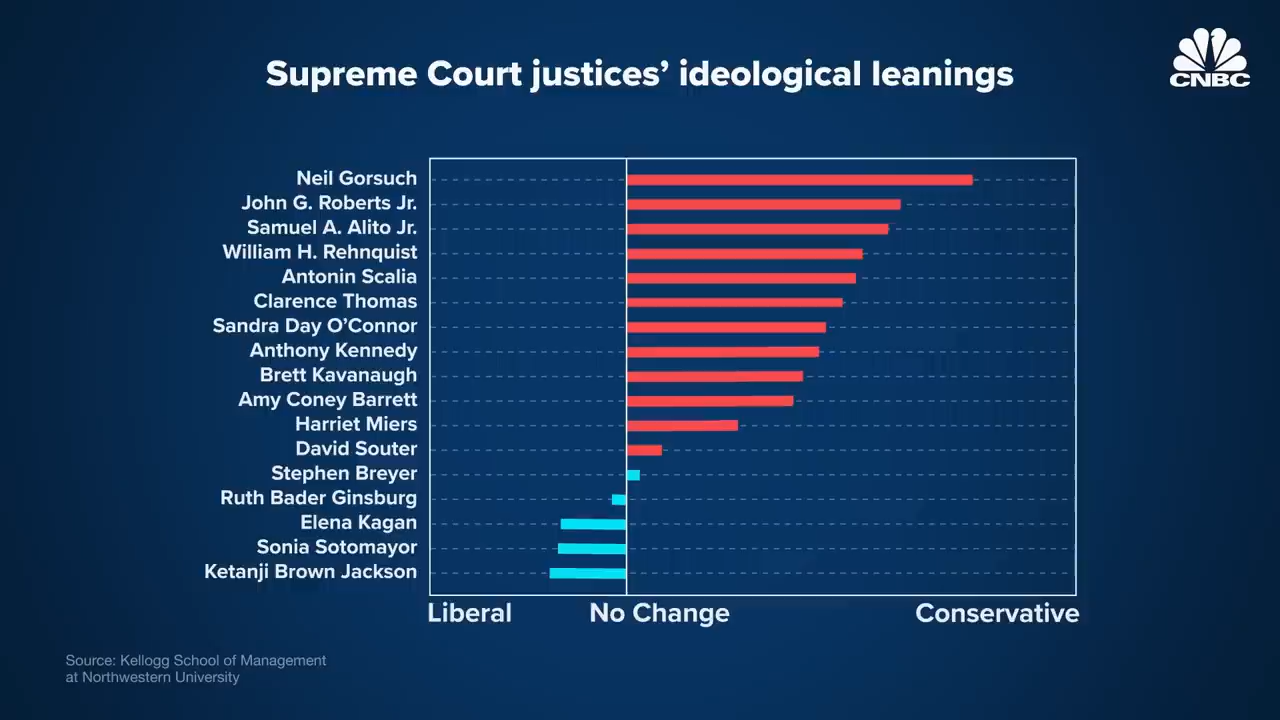 Supreme Court justices’ ideological leanings
CNBC
Neil Gorsuch
John G. Roberts Jr.
Samuel A. Alito Jr.
William H. Rehnquist
Antonin Scalia
Clarence Thomas
Sandra Day O’Connor
Anthony Kennedy
Brett Kavanaugh
Amy Coney Barrett
Harriet Miers
David Souter
Stephen Breyer
Ruth Bader Ginsburg
Elena Kagan
Sonia Sotomayor
Ketanji Brown Jackson
Liberal
No Change
Conservative
Source: Kellogg School of Management
at Northwestern University